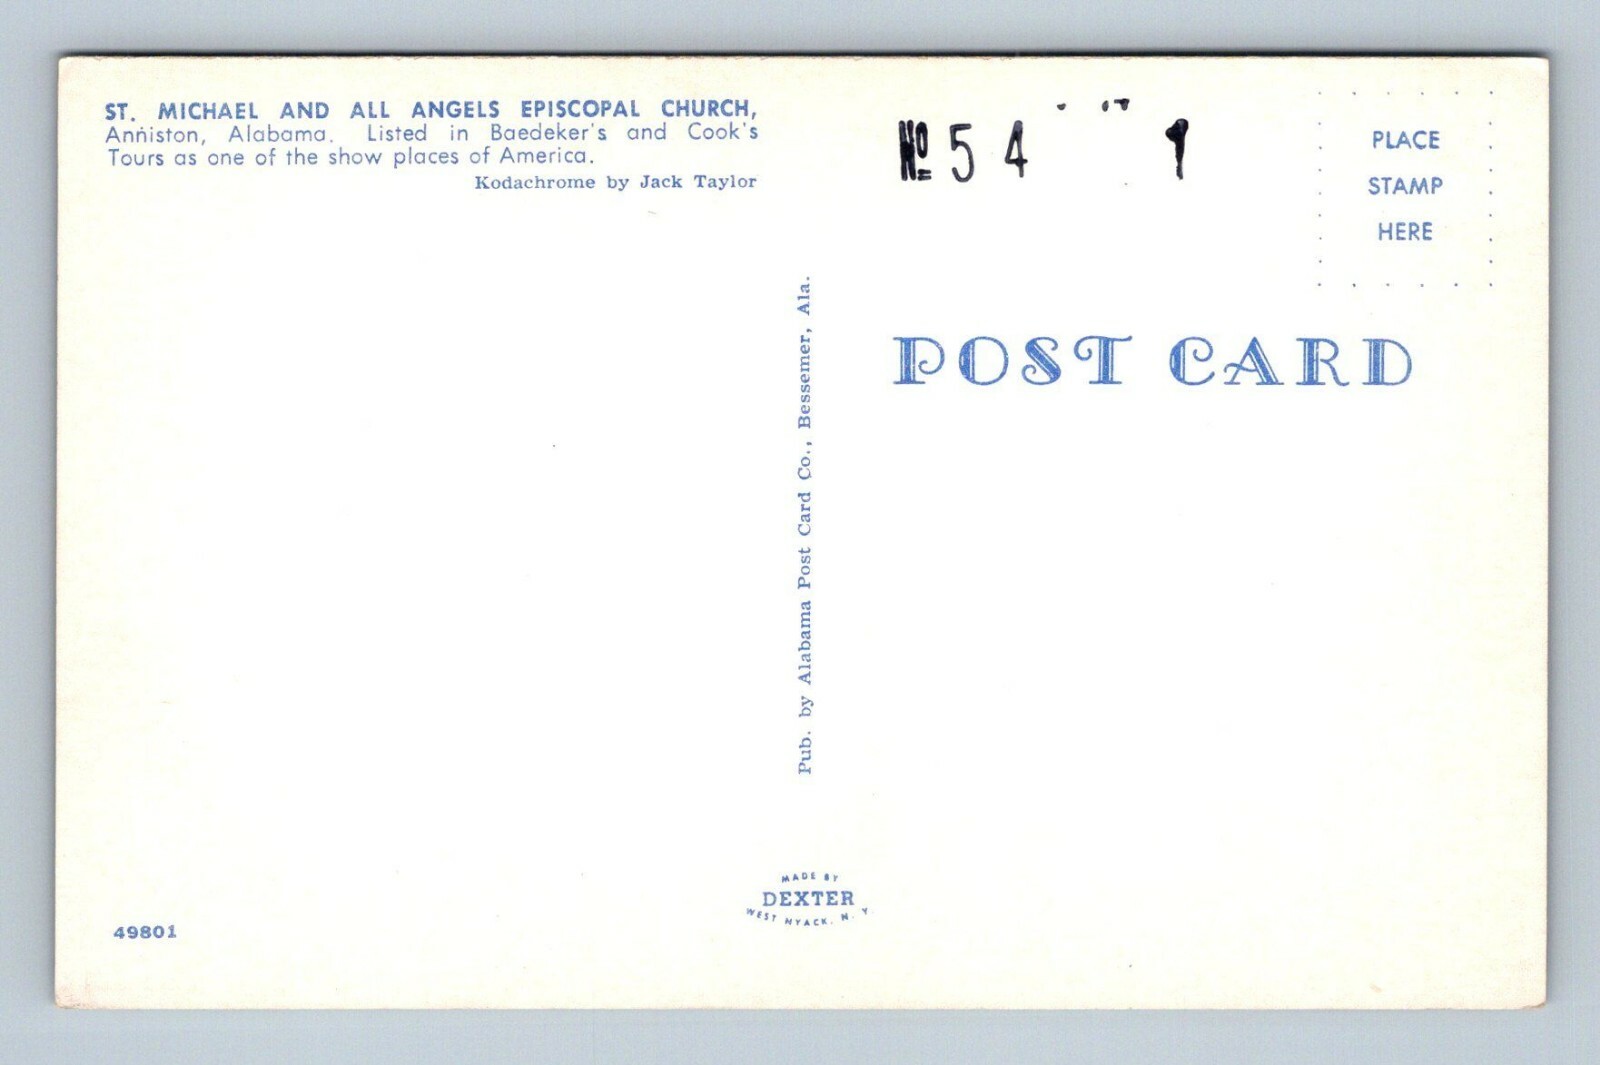 ST. MICHAEL AND ALL ANGELS EPISCOPAL CHURCH,
Anniston, Alabama. Listed in Baedeker's and Cook's
Tours as one of the show places of America.
Kodachrome by Jack Taylor
Nº 54 1
PLACE
STAMP
HERE
POST CARD
Pub. by Alabama Post Card Co., Bessemer, Ala.
MADE BY
DEXTER
WEST NYACK, N. Y.
49801